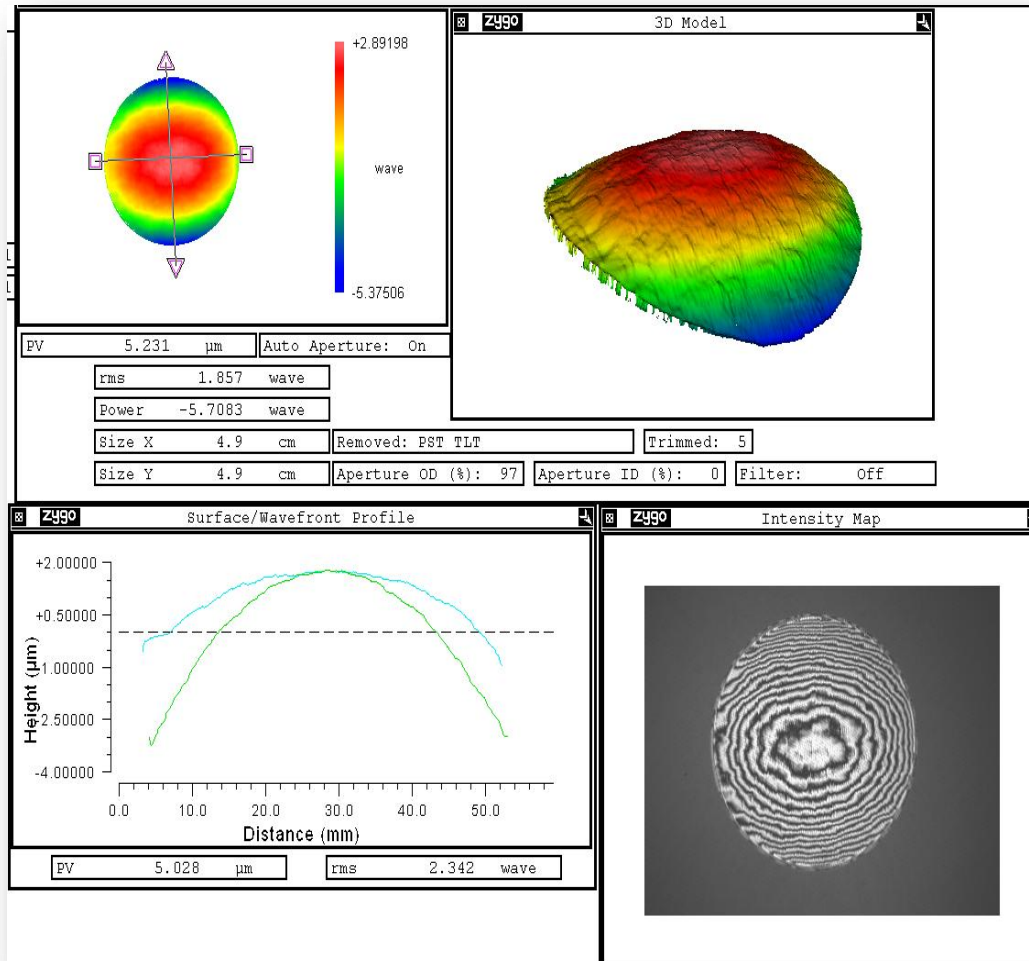 +2.89198
wave
-5.37506
zygo 3D Model
PV 5.231 µm Auto Aperture: On
rms 1.857 wave
Power -5.7083 wave
Size X 4.9 cm Removed: PST TLT Trimmed: 5
Size Y 4.9 cm Aperture OD (%): 97 Aperture ID (%): 0 Filter: Off
zygo Surface/Wavefront Profile
+2.00000
+0.50000
-1.00000
-2.50000
-4.00000
Height (µm)
0.0 10.0 20.0 30.0 40.0 50.0
Distance (mm)
PV 5.028 µm rms 2.342 wave
zygo Intensity Map